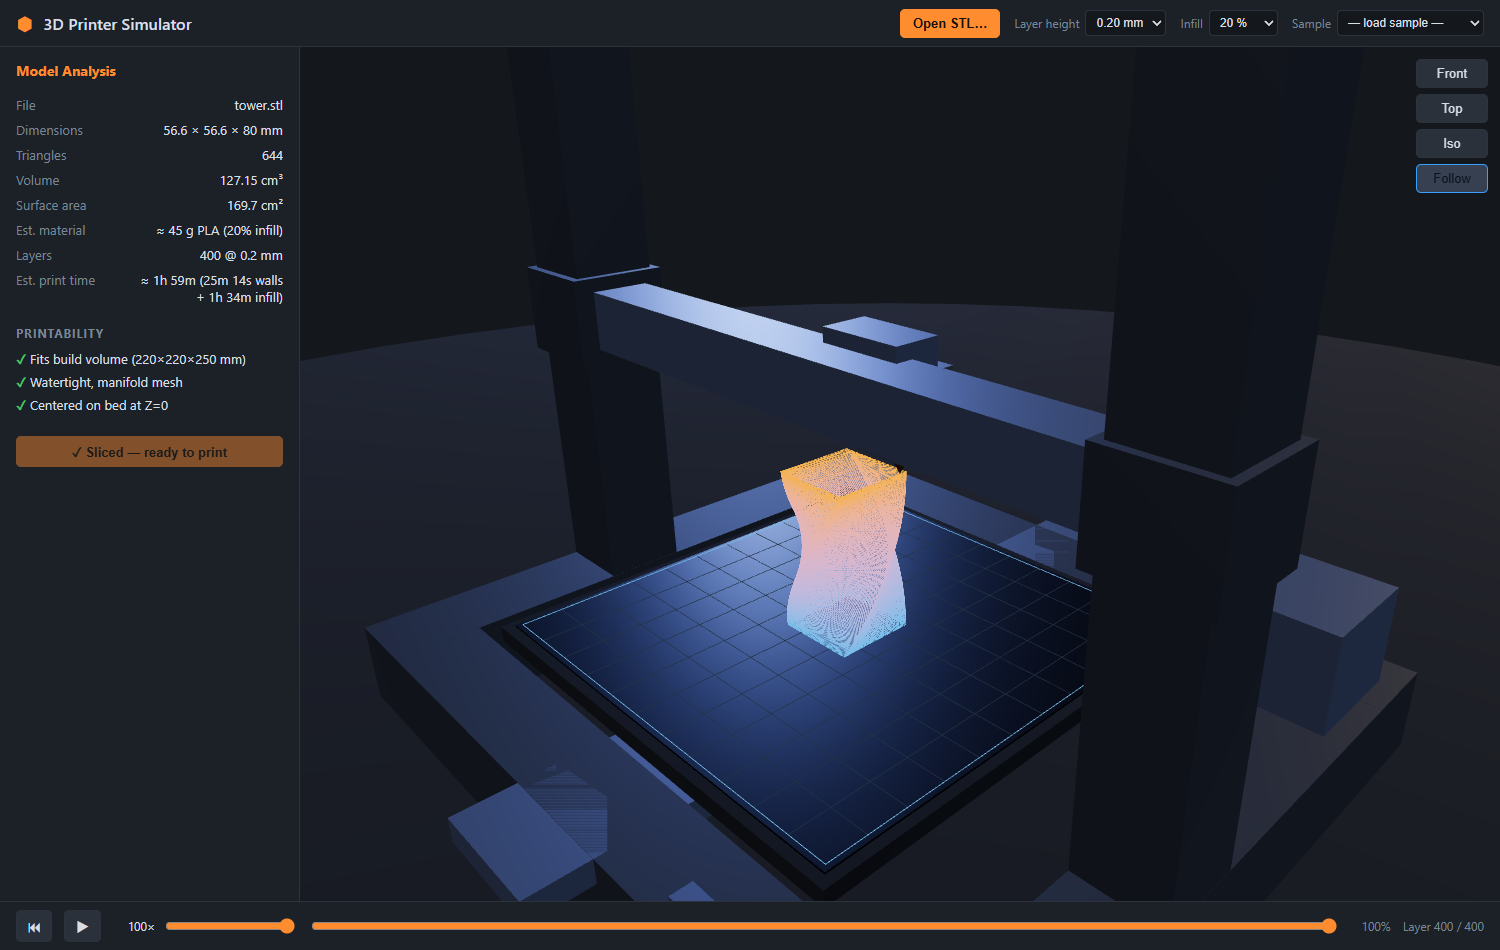 3D Printer Simulator
Open STL...
Layer height
0.20 mm
Infill
20 %
Sample
— load sample —
Model Analysis
File
tower.stl
Dimensions
56.6 × 56.6 × 80 mm
Triangles
644
Volume
127.15 cm³
Surface area
169.7 cm²
Est. material
≈ 45 g PLA (20% infill)
Layers
400 @ 0.2 mm
Est. print time
≈ 1h 59m (25m 14s walls
+ 1h 34m infill)
PRINTABILITY
✓ Fits build volume (220×220×250 mm)
✓ Watertight, manifold mesh
✓ Centered on bed at Z=0
✓ Sliced — ready to print
Front
Top
Iso
Follow
100×
100%
Layer 400 / 400